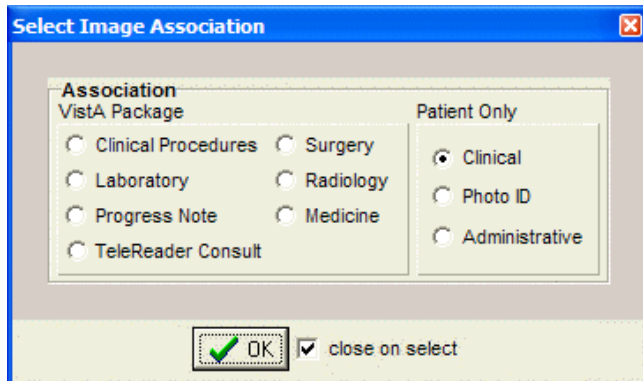 Select Image Association
Association
VistA Package
Patient Only
Clinical Procedures
Surgery
Laboratory
Radiology
Progress Note
Medicine
TeleReader Consult
Clinical
Photo ID
Administrative
OK
close on select